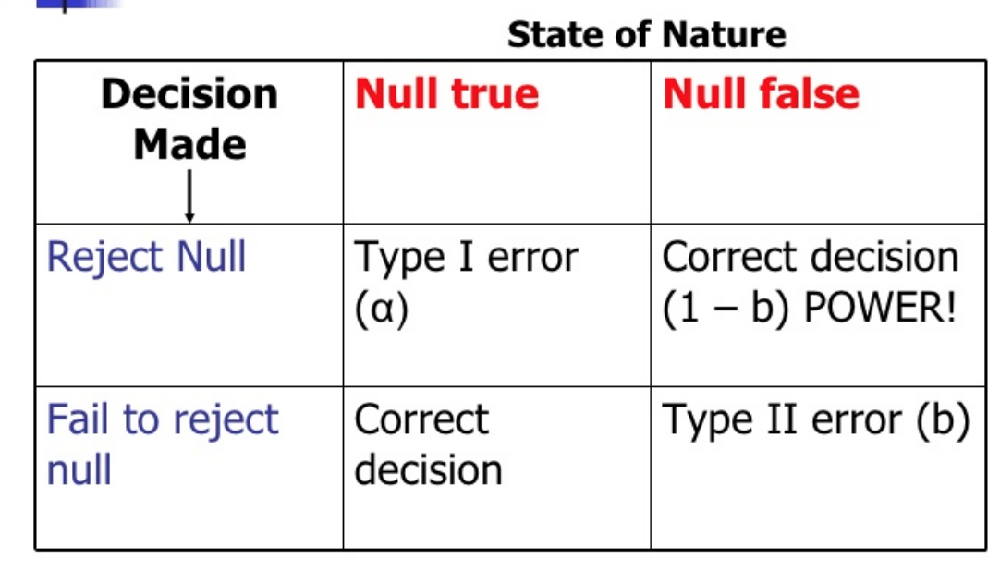 State of Nature
Decision
Made
Null true
Null false
Reject Null
Type I error
(α)
Correct decision
(1 – b) POWER!
Fail to reject
null
Correct
decision
Type II error (b)